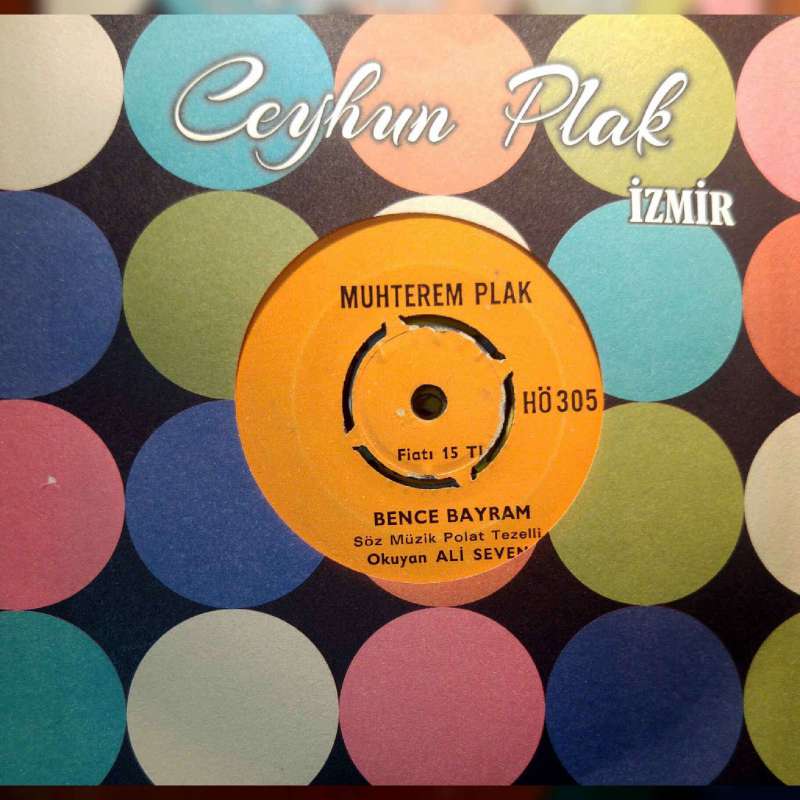 Ceyhun Plak
İZMİR
MUHTEREM PLAK
HÖ 305
Fiatı 15 Tl
BENCE BAYRAM
Söz Müzik Polat Tezelli
Okuyan ALİ SEVEN